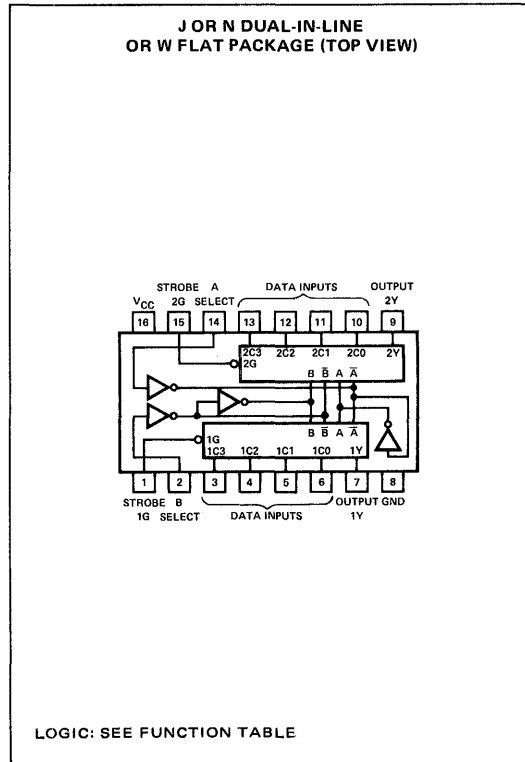 J OR N DUAL-IN-LINE
OR W FLAT PACKAGE (TOP VIEW)
STROBE A DATA INPUTS OUTPUT
VCC 2G SELECT 2Y
16 15 14 13 12 11 10 9
2C3 2C2 2C1 2C0 2Y
2G
B B̅ A A̅
B B̅ A A̅
1G
1C3 1C2 1C1 1C0 1Y
1 2 3 4 5 6 7 8
STROBE B DATA INPUTS OUTPUT GND
1G SELECT 1Y
LOGIC: SEE FUNCTION TABLE